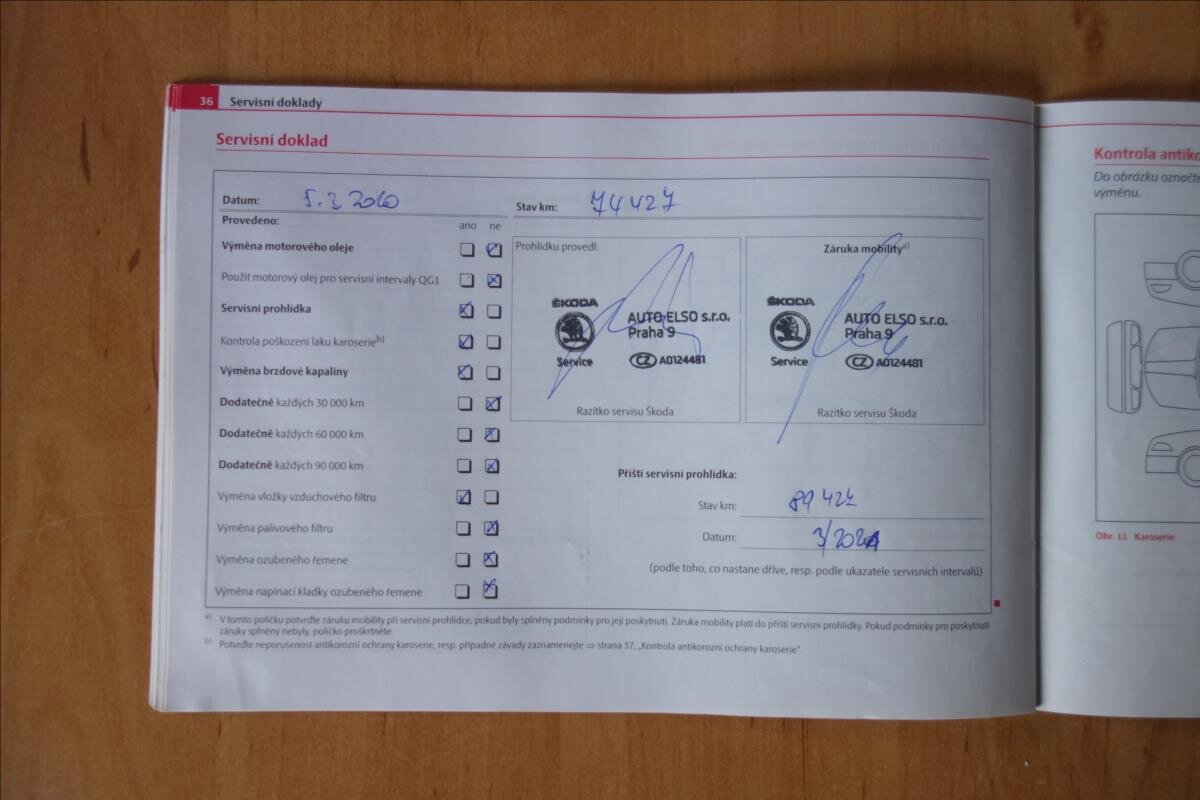 36 Servisní doklady
Servisní doklad
Datum: 5.3.2020 Stav km: 74427
Provedeno: ano ne
Výměna motorového oleje
Použit motorový olej pro servisní intervaly QG1
Servisní prohlídka
Kontrola poškození laku karoserie b)
Výměna brzdové kapaliny
Dodatečně každých 30 000 km
Dodatečně každých 60 000 km
Dodatečně každých 90 000 km
Výměna vložky vzduchového filtru
Výměna palivového filtru
Výměna ozubeného řemene
Výměna napínací kladky ozubeného řemene
Prohlídku provedl:
ŠKODA
AUTO ELSO s.r.o.
Praha 9
Service CZ A0124481
Razítko servisu Škoda
Záruka mobility a)
ŠKODA
AUTO ELSO s.r.o.
Praha 9
Service CZ A0124481
Razítko servisu Škoda
Příští servisní prohlídka:
Stav km: 89427
Datum: 3/2021
(podle toho, co nastane dříve, resp. podle ukazatele servisních intervalů)
a) V tomto políčku potvrďte záruku mobility při servisní prohlídce, pokud byly splněny podmínky pro její poskytnutí. Záruka mobility platí do příští servisní prohlídky. Pokud podmínky pro poskytnutí
záruky splněny nebyly, políčko proškrtněte.
b) Potvrďte neporušenost antikorozní ochrany karoserie, resp. případné závady zaznamenejte ⇒ strana 37, „Kontrola antikorozní ochrany karoserie".
Kontrola antiko
Do obrázku označte
výměnu.
Obr. 11 Karoserie